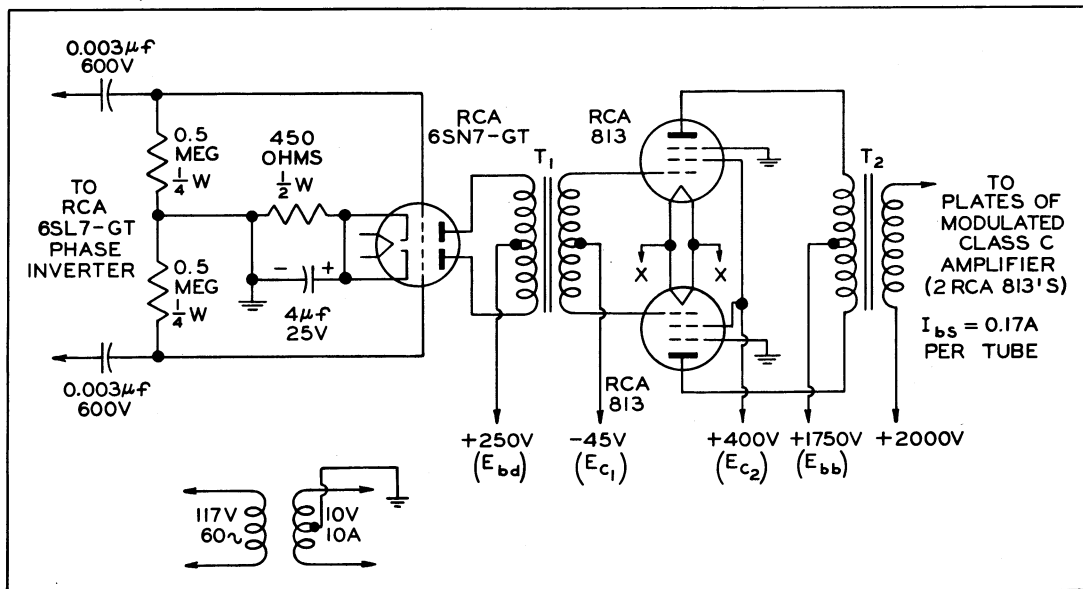 0.003μf
600V
0.5
MEG
1/4 W
450
OHMS
1/2 W
TO
RCA
6SL7-GT
PHASE
INVERTER
0.5
MEG
1/4 W
- +
4μf
25V
0.003μf
600V
RCA
6SN7-GT
T1
RCA
813
X X
RCA
813
T2
TO
PLATES OF
MODULATED
CLASS C
AMPLIFIER
(2 RCA 813'S)
Ibs = 0.17A
PER TUBE
+250V
(Ebd)
-45V
(Ec1)
+400V
(Ec2)
+1750V
(Ebb)
+2000V
117V
60~
10V
10A